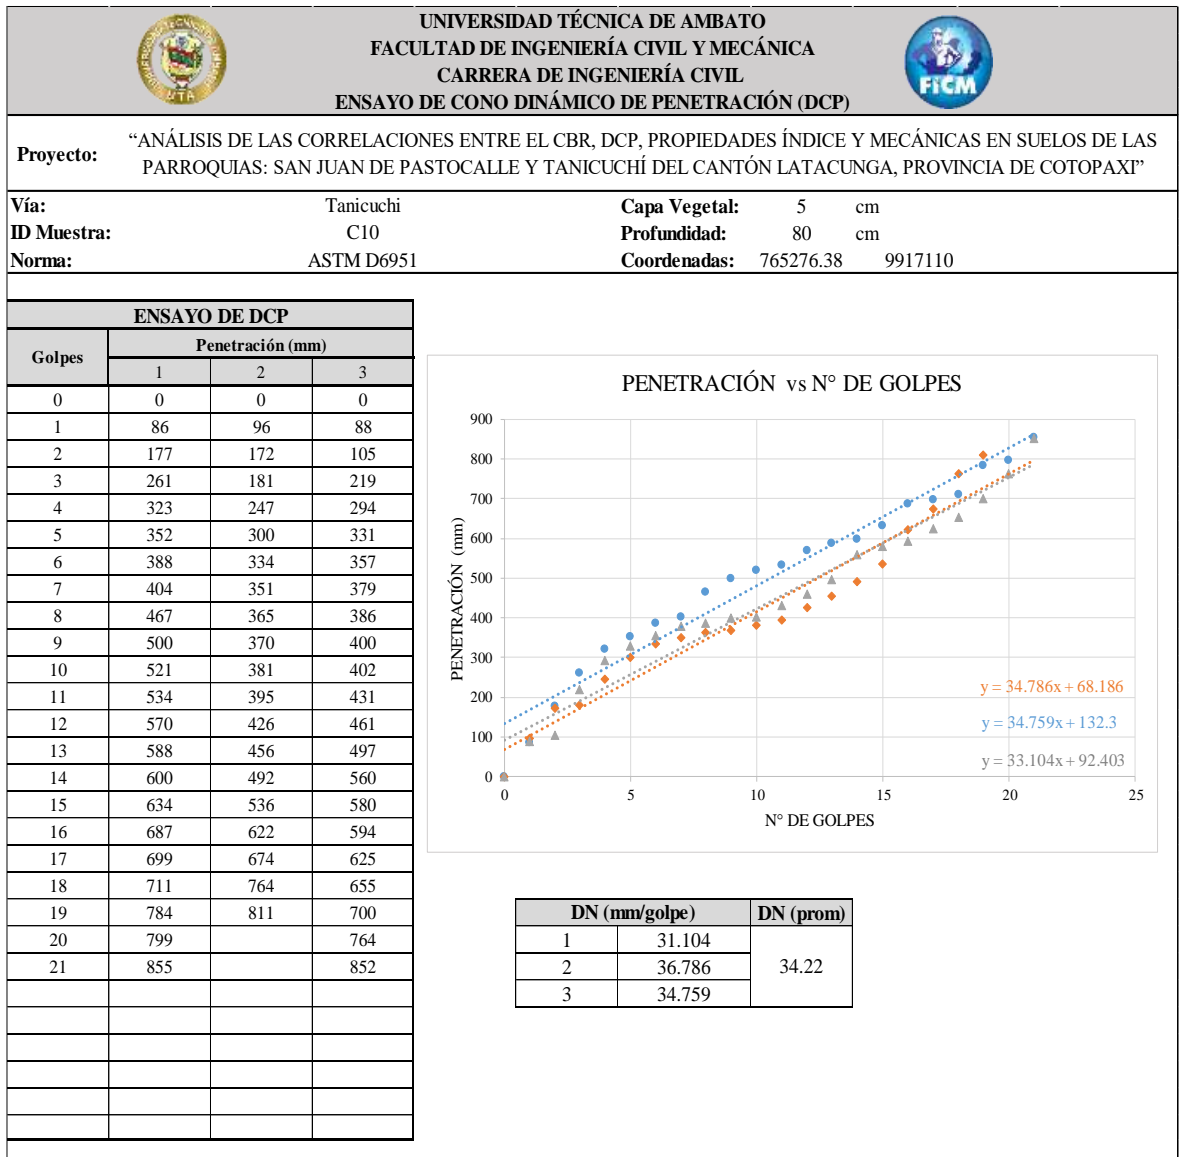 UNIVERSIDAD TÉCNICA DE AMBATO
FACULTAD DE INGENIERÍA CIVIL Y MECÁNICA
CARRERA DE INGENIERÍA CIVIL
ENSAYO DE CONO DINÁMICO DE PENETRACIÓN (DCP)
UTA
FICM
Proyecto: “ANÁLISIS DE LAS CORRELACIONES ENTRE EL CBR, DCP, PROPIEDADES ÍNDICE Y MECÁNICAS EN SUELOS DE LAS
PARROQUIAS: SAN JUAN DE PASTOCALLE Y TANICUCHÍ DEL CANTÓN LATACUNGA, PROVINCIA DE COTOPAXI”
Vía: Tanicuchi Capa Vegetal: 5 cm
ID Muestra: C10 Profundidad: 80 cm
Norma: ASTM D6951 Coordenadas: 765276.38 9917110
ENSAYO DE DCP
Golpes Penetración (mm)
1 2 3
0 0 0 0
1 86 96 88
2 177 172 105
3 261 181 219
4 323 247 294
5 352 300 331
6 388 334 357
7 404 351 379
8 467 365 386
9 500 370 400
10 521 381 402
11 534 395 431
12 570 426 461
13 588 456 497
14 600 492 560
15 634 536 580
16 687 622 594
17 699 674 625
18 711 764 655
19 784 811 700
20 799 764
21 855 852
PENETRACIÓN vs N° DE GOLPES
PENETRACIÓN (mm)
900
800
700
600
500
400
300
200
100
0
y = 34.786x + 68.186
y = 34.759x + 132.3
y = 33.104x + 92.403
0 5 10 15 20 25
N° DE GOLPES
DN (mm/golpe) DN (prom)
1 31.104
2 36.786 34.22
3 34.759